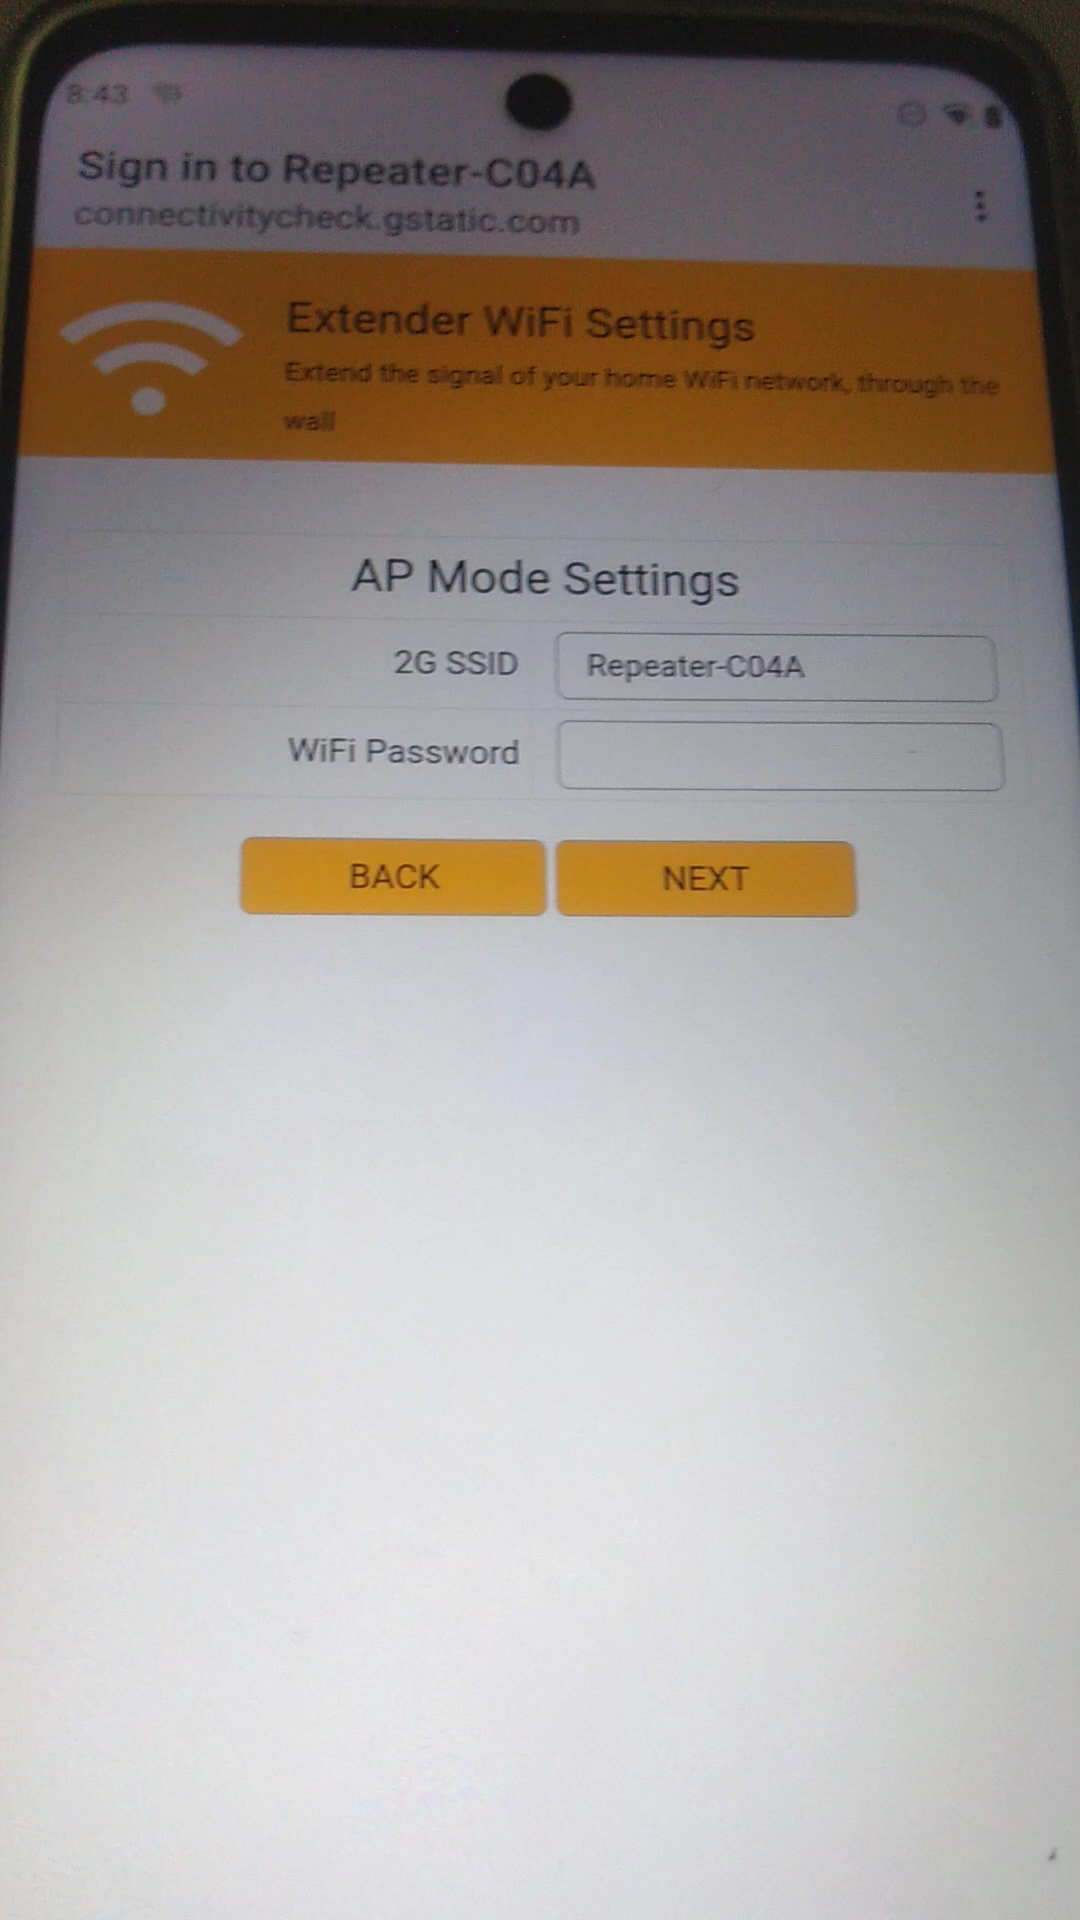 8:43
Sign in to Repeater-C04A
connectivitycheck.gstatic.com
Extender WiFi Settings
Extend the signal of your home WiFi network, through the
wall
AP Mode Settings
2G SSID Repeater-C04A
WiFi Password
BACK NEXT